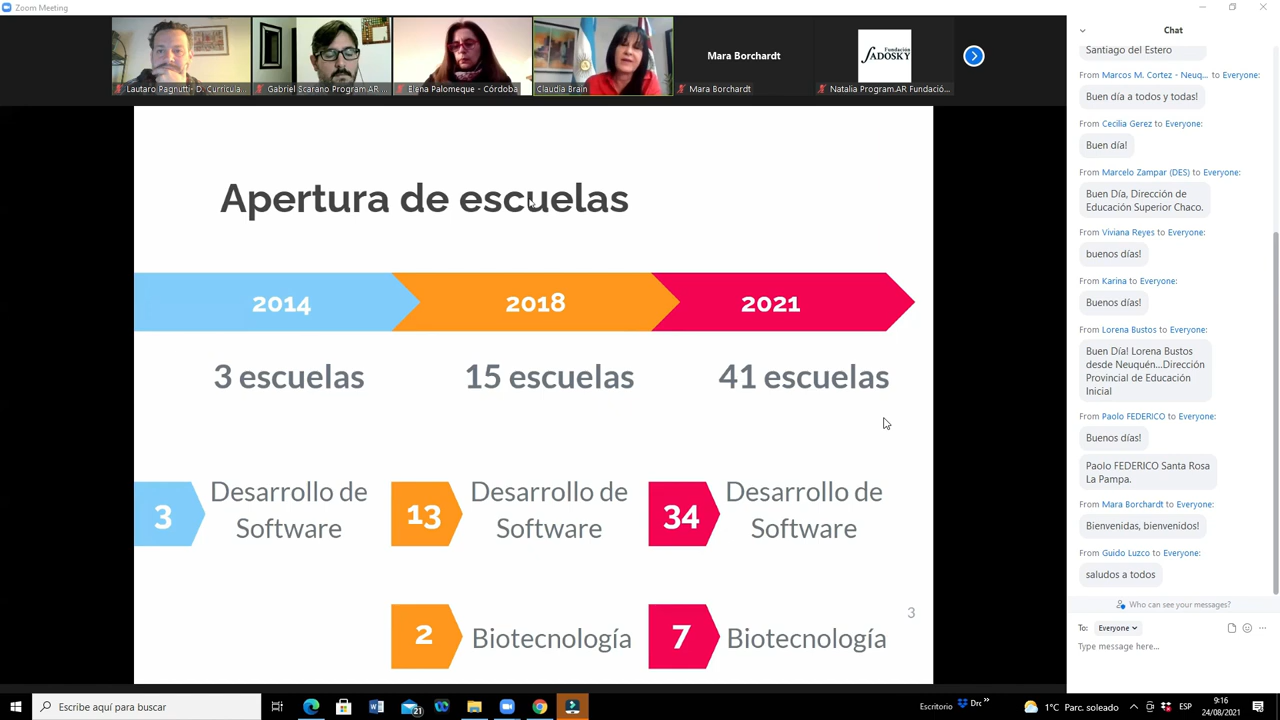 Zoom Meeting
Lautaro Pagnutti- D. Curricula...
Gabriel Scarano Program.AR ...
Elena Palomeque - Córdoba
Claudia Brain
Mara Borchardt
Mara Borchardt
Fundación
SADOSKY
Natalia Program.AR Fundació...
Apertura de escuelas
2014
2018
2021
3 escuelas
15 escuelas
41 escuelas
3
Desarrollo de
Software
13
Desarrollo de
Software
34
Desarrollo de
Software
2
Biotecnología
7
Biotecnología
3
Chat
Santiago del Estero
From Marcos M. Cortez - Neuq... to Everyone:
Buen día a todos y todas!
From Cecilia Gerez to Everyone:
Buen día!
From Marcelo Zampar (DES) to Everyone:
Buen Día, Dirección de
Educación Superior Chaco.
From Viviana Reyes to Everyone:
buenos días!
From Karina to Everyone:
Buenos días!
From Lorena Bustos to Everyone:
Buen Día! Lorena Bustos
desde Neuquén...Dirección
Provincial de Educación
Inicial
From Paolo FEDERICO to Everyone:
Buenos días!
Paolo FEDERICO Santa Rosa
La Pampa.
From Mara Borchardt to Everyone:
Bienvenidas, bienvenidos!
From Guido Luzco to Everyone:
saludos a todos
Who can see your messages?
To: Everyone
Type message here...
Escribe aquí para buscar
21
Escritorio
Drc
1°C Parc. soleado
ESP
9:16
24/08/2021